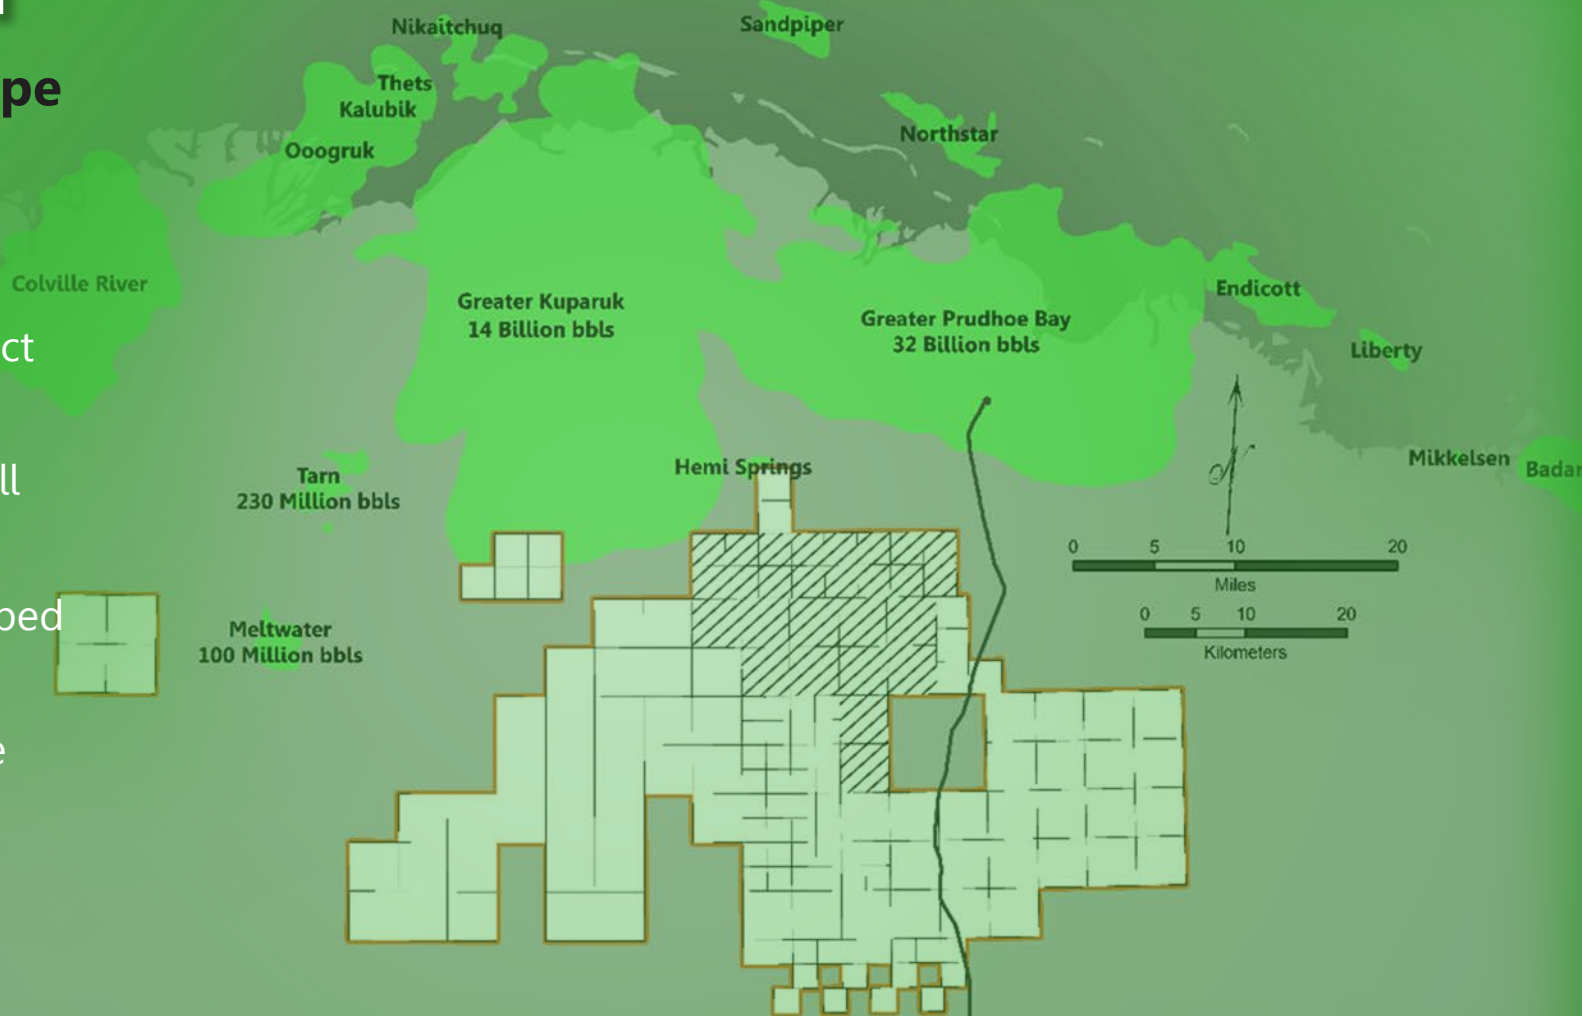 pe
ct
ll
ped
e
Nikaitchuq
Sandpiper
Thets
Kalubik
Northstar
Ooogruk
Colville River
Endicott
Greater Kuparuk
14 Billion bbls
Greater Prudhoe Bay
32 Billion bbls
Liberty
Hemi Springs
Mikkelsen
Badar
Tarn
230 Million bbls
N
0 5 10 20
Miles
0 5 10 20
Kilometers
Meltwater
100 Million bbls